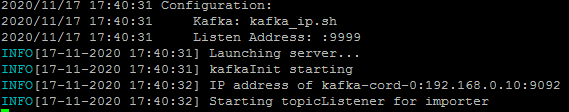 2020/11/17 17:40:31 Configuration:
2020/11/17 17:40:31     Kafka: kafka_ip.sh
2020/11/17 17:40:31     Listen Address: :9999
INFO[17-11-2020 17:40:31] Launching server...
INFO[17-11-2020 17:40:31] kafkaInit starting
INFO[17-11-2020 17:40:32] IP address of kafka-cord-0:192.168.0.10:9092
INFO[17-11-2020 17:40:32] Starting topicListener for importer